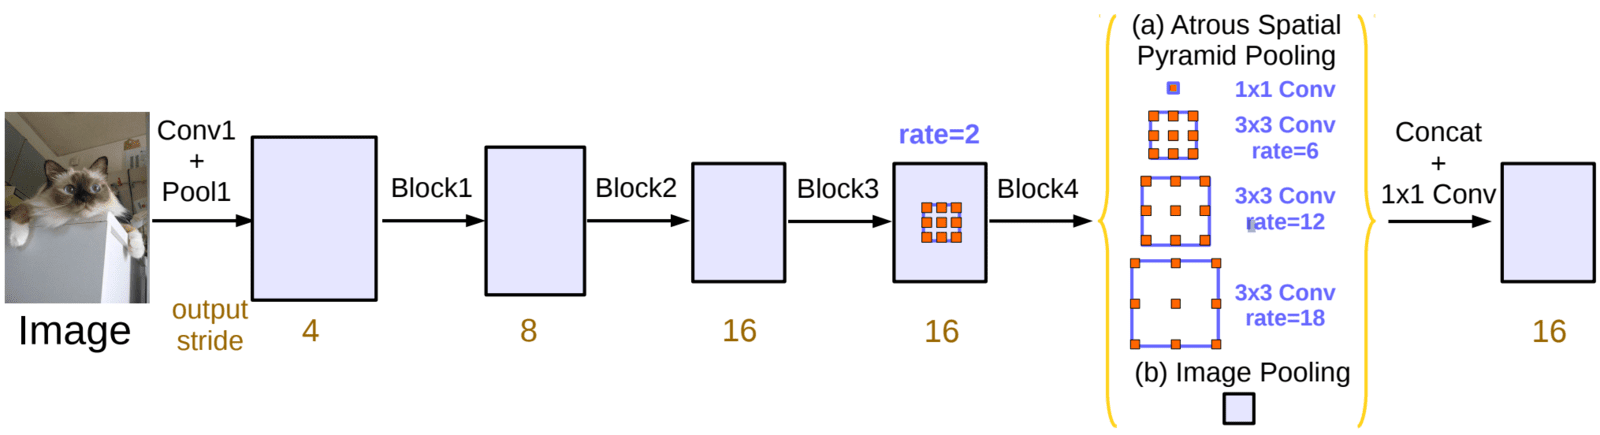 Image
Conv1
+
Pool1
output
stride
4
Block1
8
Block2
16
Block3
rate=2
16
Block4
(a) Atrous Spatial
Pyramid Pooling
1x1 Conv
3x3 Conv
rate=6
3x3 Conv
rate=12
3x3 Conv
rate=18
(b) Image Pooling
Concat
+
1x1 Conv
16